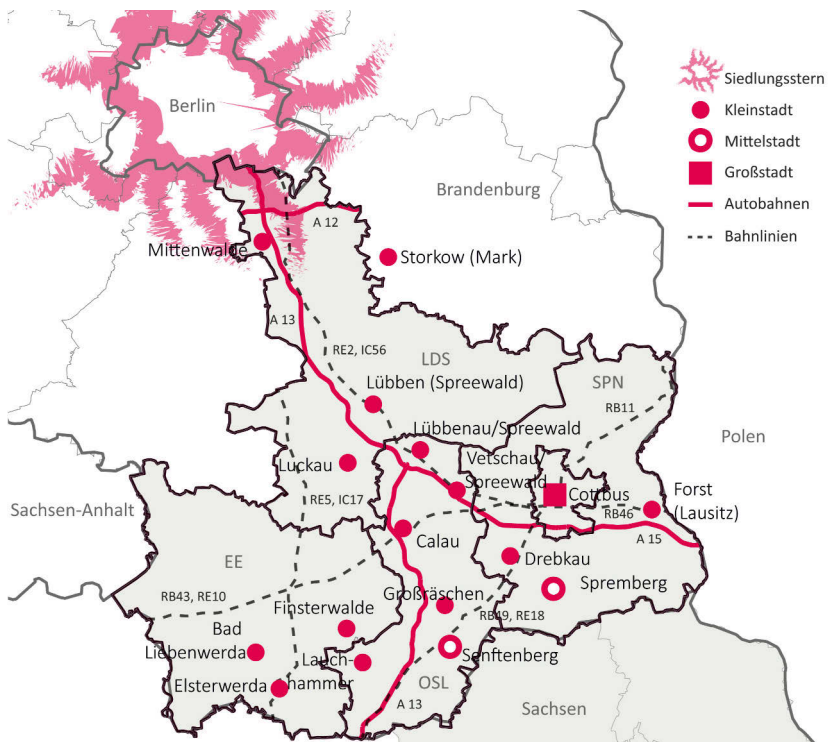 Siedlungsstern
Berlin
Kleinstadt
Mittelstadt
Großstadt
Brandenburg
Autobahnen
A 12
Bahnlinien
Mittenwalde
Storkow (Mark)
A 13
RE2, IC56
LDS
SPN
Lübben (Spreewald)
RB11
Lübbenau/Spreewald
Polen
Vetschau/
Spreewald
Luckau
Cottbus
Forst
(Lausitz)
Sachsen-Anhalt
RE5, IC17
RB46
Calau
A 15
EE
Drebkau
Spremberg
RB43, RE10
Finsterwalde
Großräschen
RB49, RE18
Bad
Liebenwerda
Lauch-
hammer
Senftenberg
Elsterwerda
OSL
A 13
Sachsen